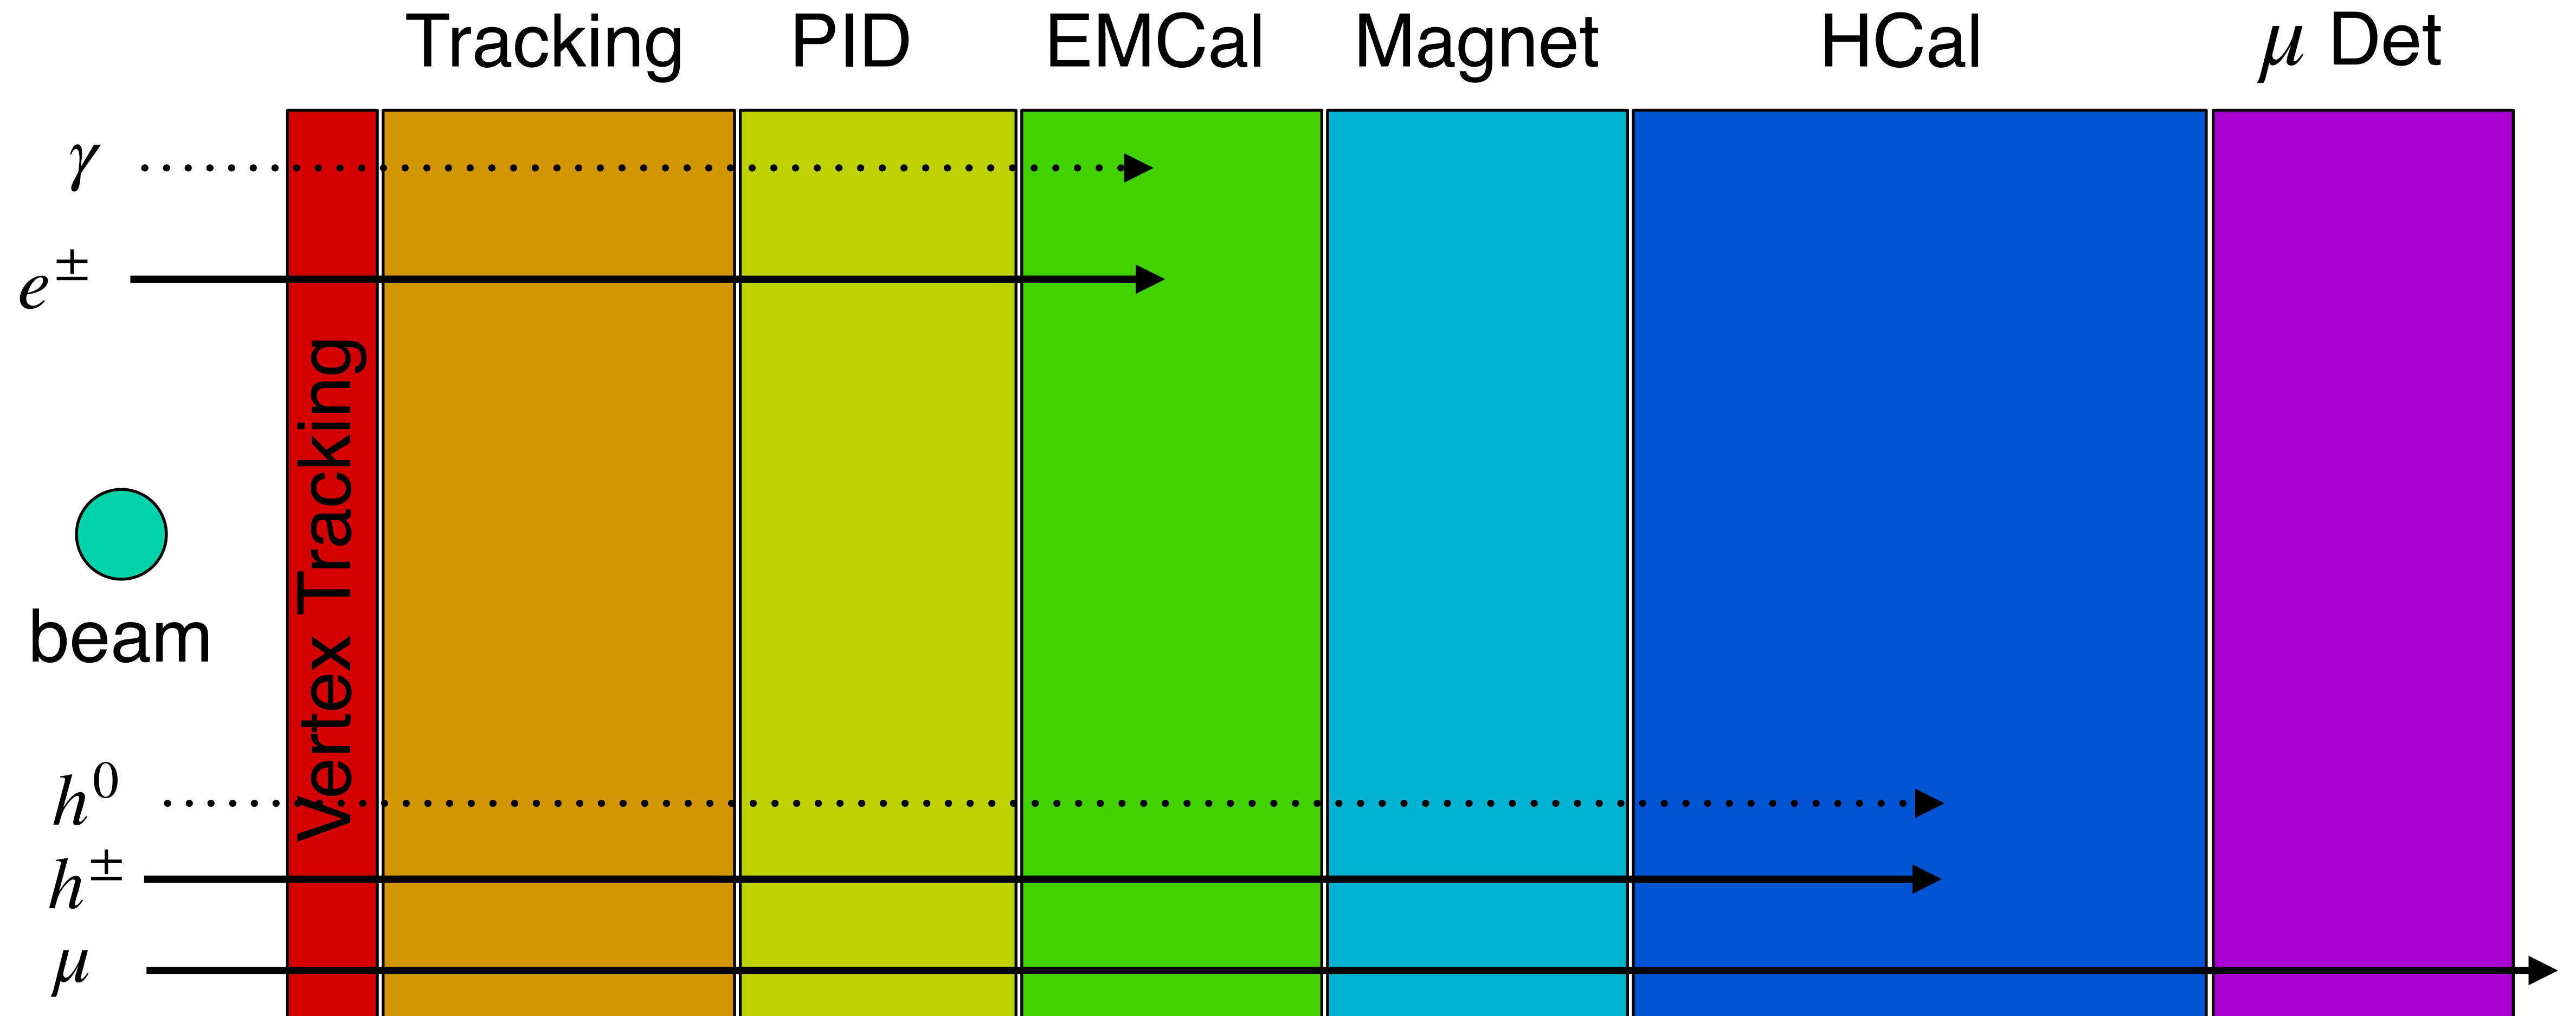 Tracking PID EMCal Magnet HCal μ Det
γ
e±
Vertex Tracking
beam
h⁰
h±
μ